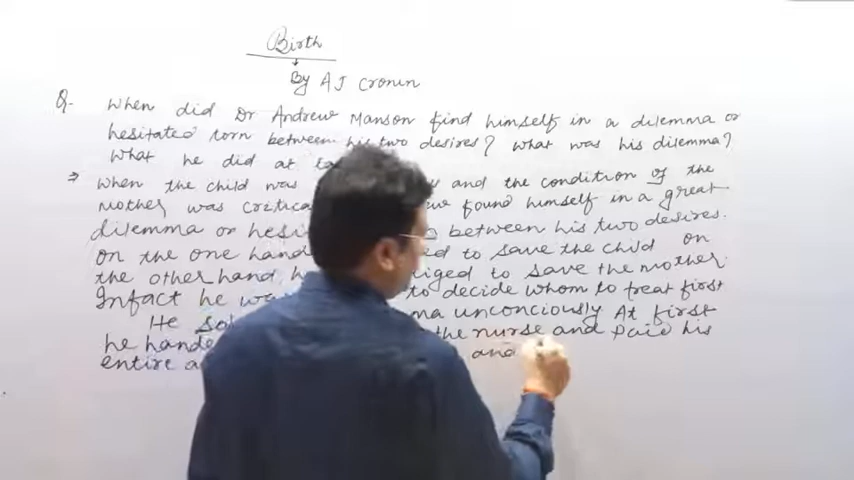 Birth
By AJ Cronin
Q- When did Dr Andrew Manson find himself in a dilemma or
hesitated torn between his two desires? What was his dilemma?
What he did at
⇒ When the child was and the condition of the
mother was found himself in a great
dilemma or between his two desires.
on the one hand to save the child on
the other hand to save the mother.
Infact he to decide whom to treat first
He unconciously At first
he the nurse and paid his
entire and